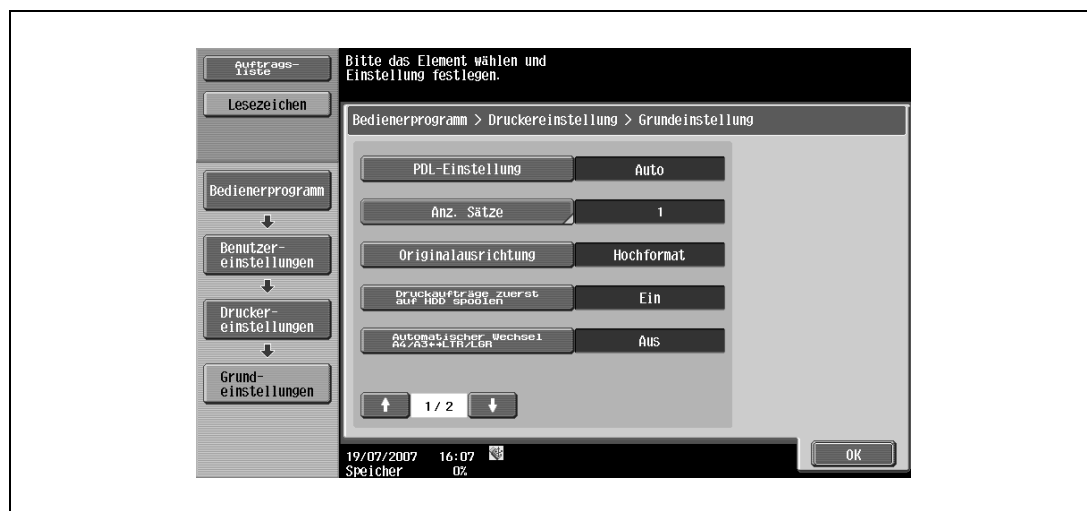 Auftrags-
liste
Lesezeichen
Bitte das Element wählen und
Einstellung festlegen.
Bedienerprogramm > Druckereinstellung > Grundeinstellung
Bedienerprogramm
Benutzer-
einstellungen
Drucker-
einstellungen
Grund-
einstellungen
PDL-Einstellung Auto
Anz. Sätze 1
Originalausrichtung Hochformat
Druckaufträge zuerst
auf HDD spoolen Ein
Automatischer Wechsel
A4/A3↔LTR/LGR Aus
1/2
19/07/2007 16:07
Speicher 0%
OK